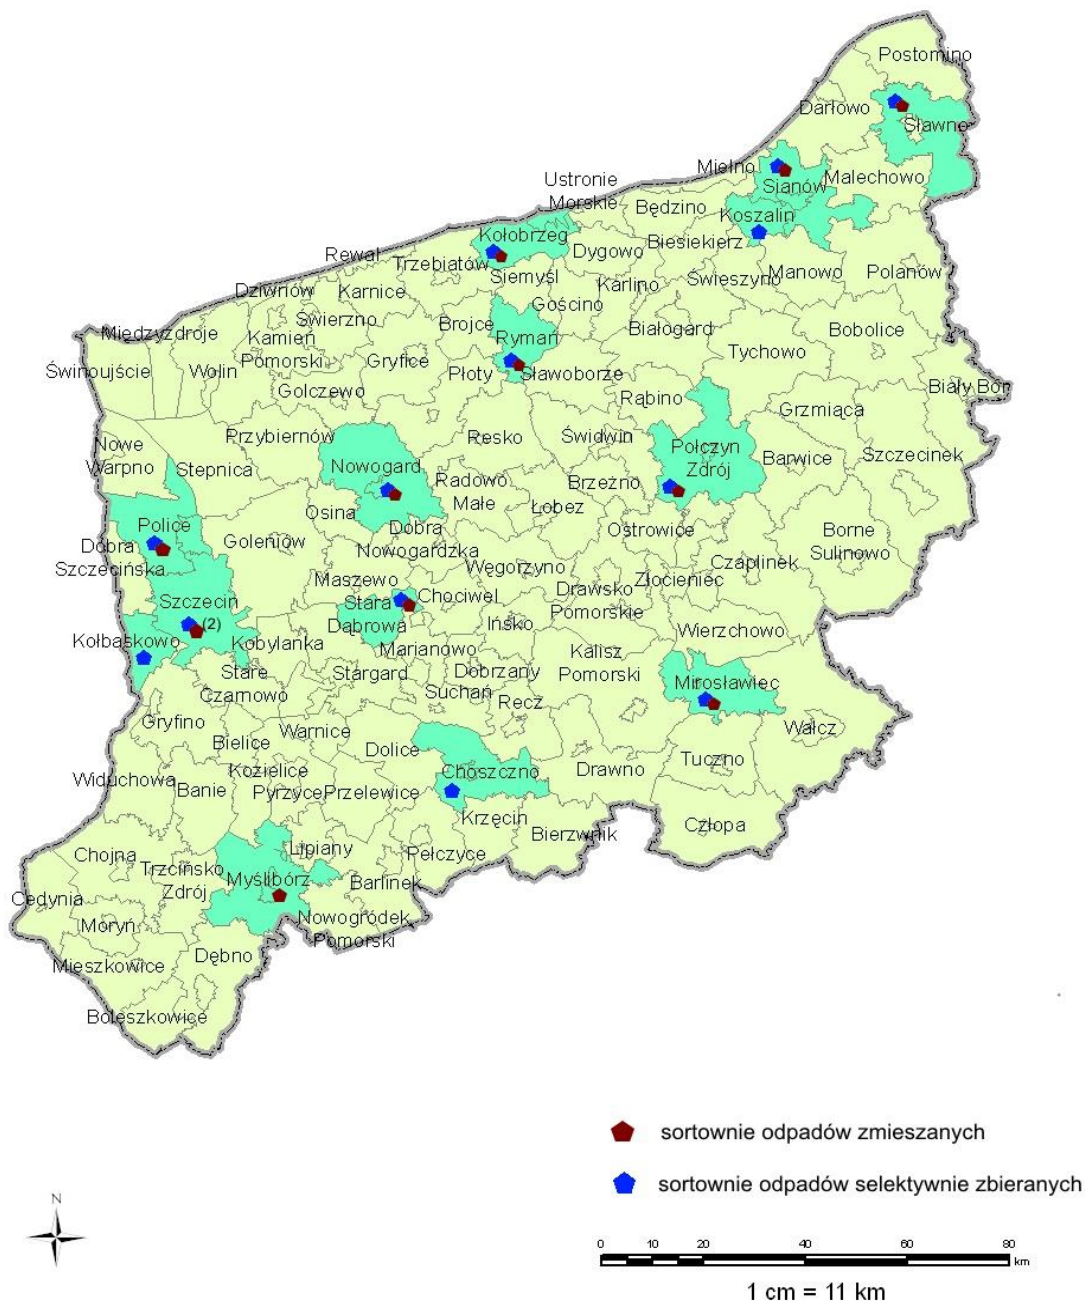 Postomino
Darłowo
Sławno
Mielno
Sianów
Malechowo
Ustronie
Morskie
Będzino
Koszalin
Kołobrzeg
Dygowo
Biesiekierz
Rewal
Trzebiatów
Siemyśl
Karlino
Świeszyno
Manowo
Polanów
Dziwnów
Karnice
Gościno
Świerzno
Brojce
Rymań
Białogard
Bobolice
Międzyzdroje
Kamień
Pomorski
Gryfice
Tychowo
Świnoujście
Wolin
Golczewo
Płoty
Sławoborze
Rąbino
Biały Bór
Grzmiąca
Nowe
Warpno
Przybiernów
Resko
Świdwin
Połczyn
Zdrój
Barwice
Szczecinek
Stepnica
Nowogard
Radowo
Małe
Brzeżno
Osina
Łobez
Police
Dobra
Nowogardzka
Ostrowice
Borne
Sulinowo
Dobra
Szczecińska
Goleniów
Węgorzyno
Czaplinek
Maszewo
Chociwel
Drawsko
Pomorskie
Złocieniec
Szczecin
(2)
Stara
Dąbrowa
Ińsko
Kołbaskowo
Kobylanka
Marianowo
Wierzchowo
Kalisz
Pomorski
Stare
Czarnowo
Stargard
Dobrzany
Suchań
Recz
Mirosławiec
Gryfino
Bielice
Warnice
Dolice
Wałcz
Widuchowa
Banie
Kozielice
Pyrzyce
Przelewice
Choszczno
Drawno
Tuczno
Krzęcin
Bierzwnik
Człopa
Chojna
Trzcińsko
Zdrój
Lipiany
Pełczyce
Myślibórz
Barlinek
Cedynia
Moryń
Nowogródek
Pomorski
Mieszkowice
Dębno
Boleszkowice
sortownie odpadów zmieszanych
sortownie odpadów selektywnie zbieranych
N
0 10 20 40 60 80
km
1 cm = 11 km